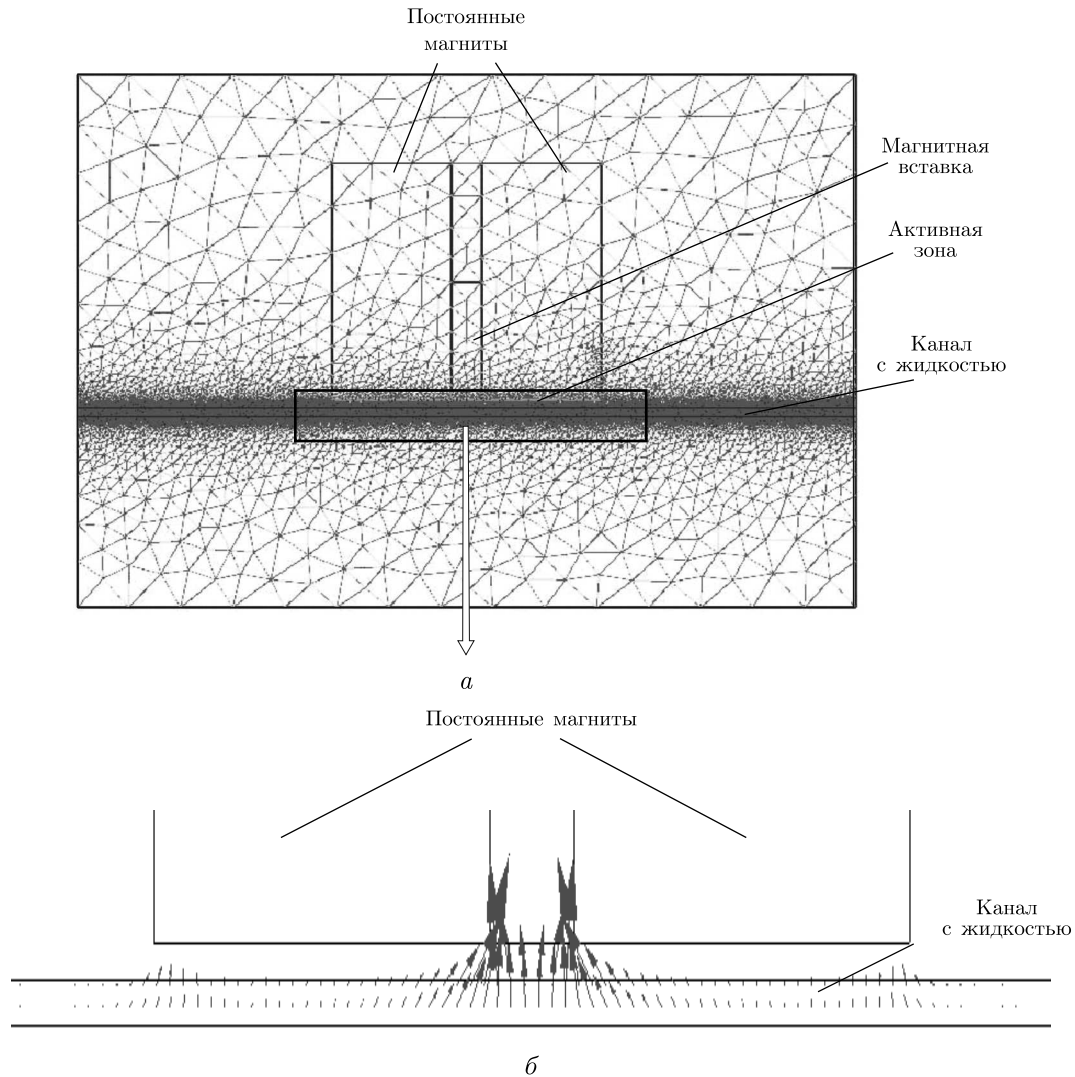 Постоянные
магниты
Магнитная
вставка
Активная
зона
Канал
с жидкостью
а
Постоянные магниты
Канал
с жидкостью
б